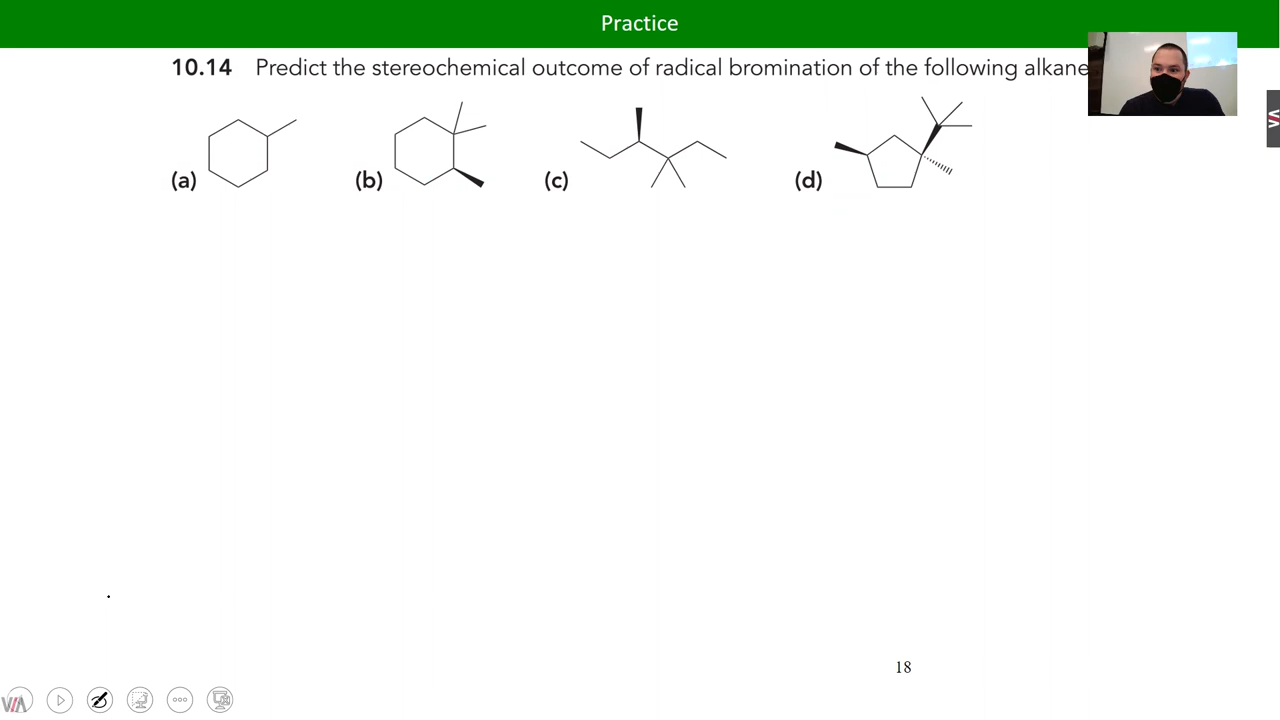 Practice
10.14 Predict the stereochemical outcome of radical bromination of the following alkane
(a) (b) (c) (d)
18